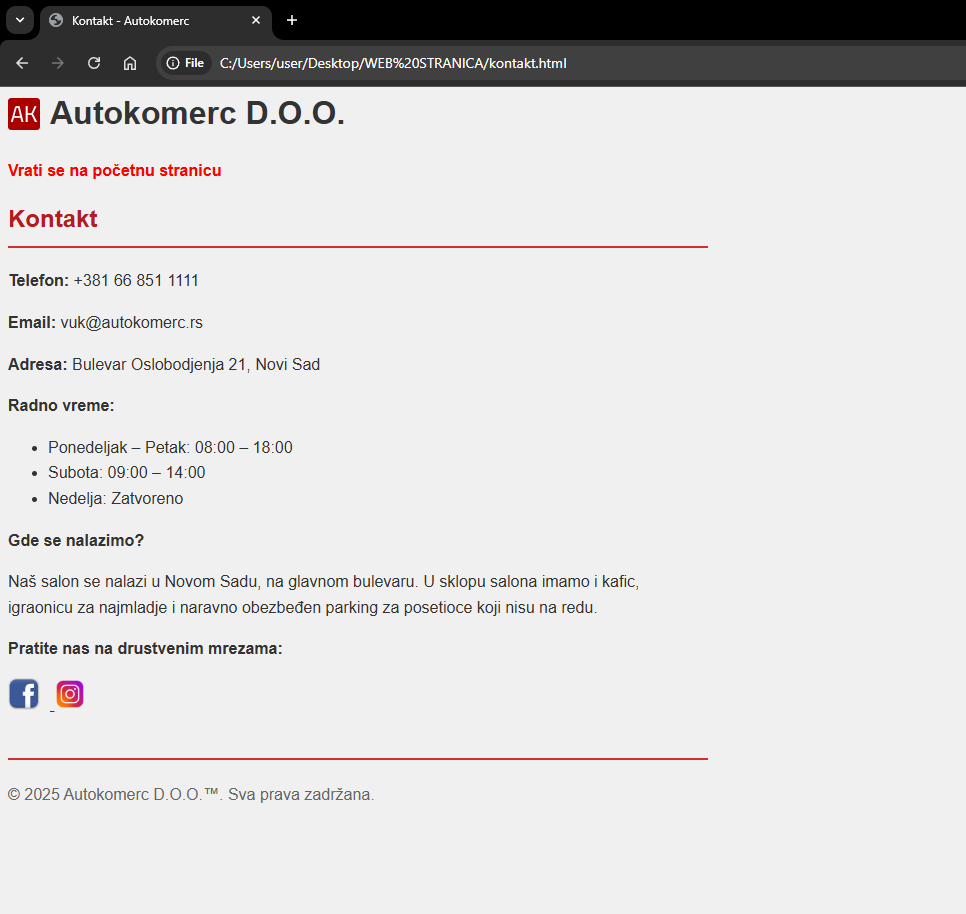 Kontakt - Autokomerc
File C:/Users/user/Desktop/WEB%20STRANICA/kontakt.html
AK Autokomerc D.O.O.
Vrati se na početnu stranicu
Kontakt
Telefon: +381 66 851 1111
Email: vuk@autokomerc.rs
Adresa: Bulevar Oslobodjenja 21, Novi Sad
Radno vreme:
• Ponedeljak – Petak: 08:00 – 18:00
• Subota: 09:00 – 14:00
• Nedelja: Zatvoreno
Gde se nalazimo?
Naš salon se nalazi u Novom Sadu, na glavnom bulevaru. U sklopu salona imamo i kafic,
igraonicu za najmladje i naravno obezbeđen parking za posetioce koji nisu na redu.
Pratite nas na drustvenim mrezama:
f
© 2025 Autokomerc D.O.O.™. Sva prava zadržana.